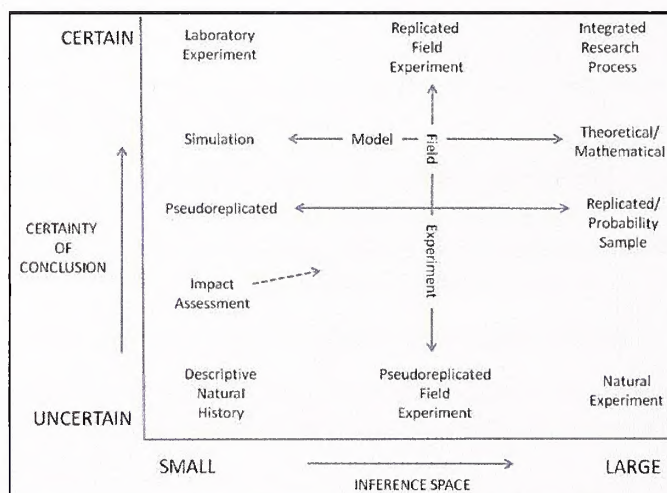 CERTAIN
Laboratory
Experiment
Replicated
Field
Experiment
Integrated
Research
Process
Simulation
Model
Field
Theoretical/
Mathematical
Pseudoreplicated
Replicated/
Probability
Sample
CERTAINTY
OF
CONCLUSION
Experiment
Impact
Assessment
Descriptive
Natural
History
Pseudoreplicated
Field
Experiment
Natural
Experiment
UNCERTAIN
SMALL
LARGE
INFERENCE SPACE